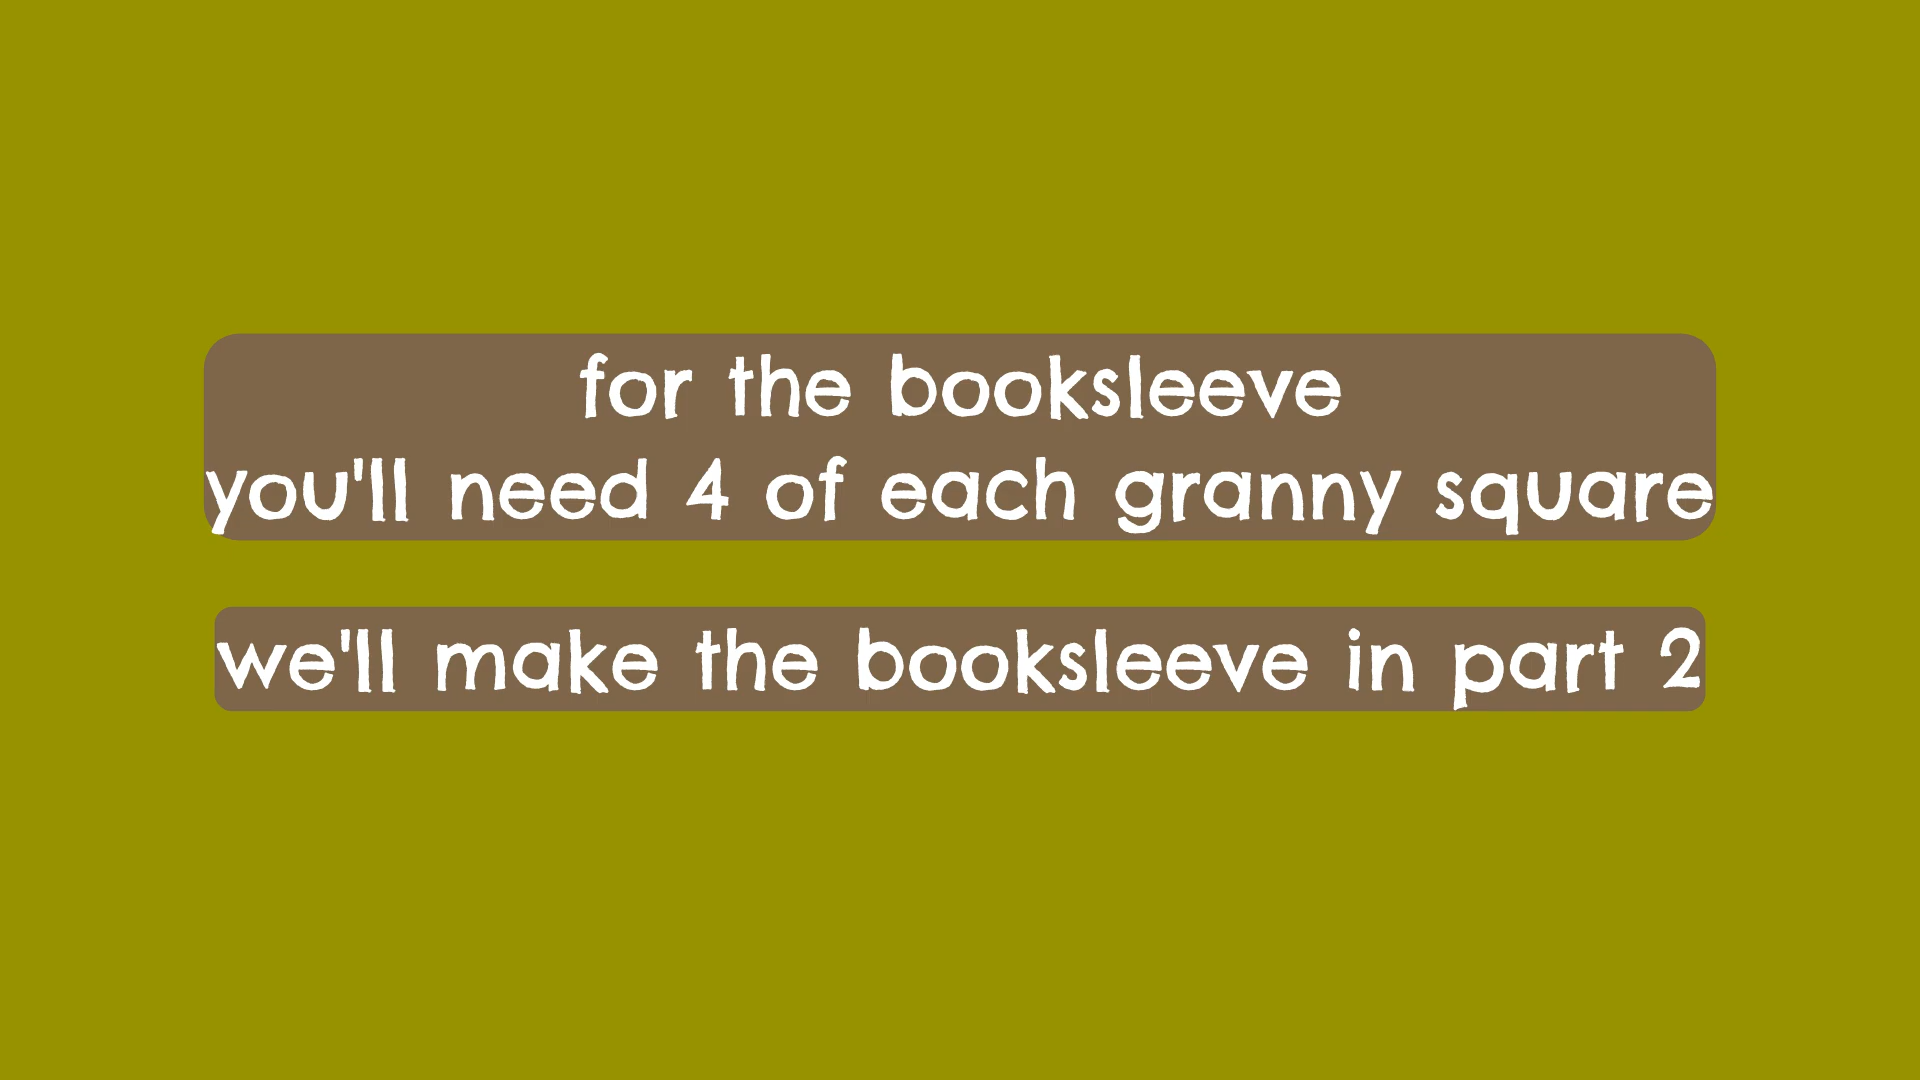 for the booksleeve
you'll need 4 of each granny square
we'll make the booksleeve in part 2